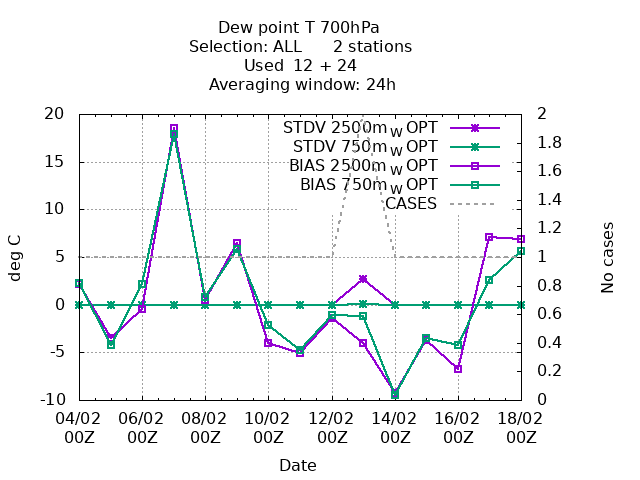 Dew point T 700hPa
Selection: ALL 2 stations
Used 12 + 24
Averaging window: 24h
STDV 2500m w OPT
STDV 750m w OPT
BIAS 2500m w OPT
BIAS 750m w OPT
CASES
20
15
10
5
0
-5
-10
2
1.8
1.6
1.4
1.2
1
0.8
0.6
0.4
0.2
0
deg C
No cases
04/02 06/02 08/02 10/02 12/02 14/02 16/02 18/02
00Z 00Z 00Z 00Z 00Z 00Z 00Z 00Z
Date